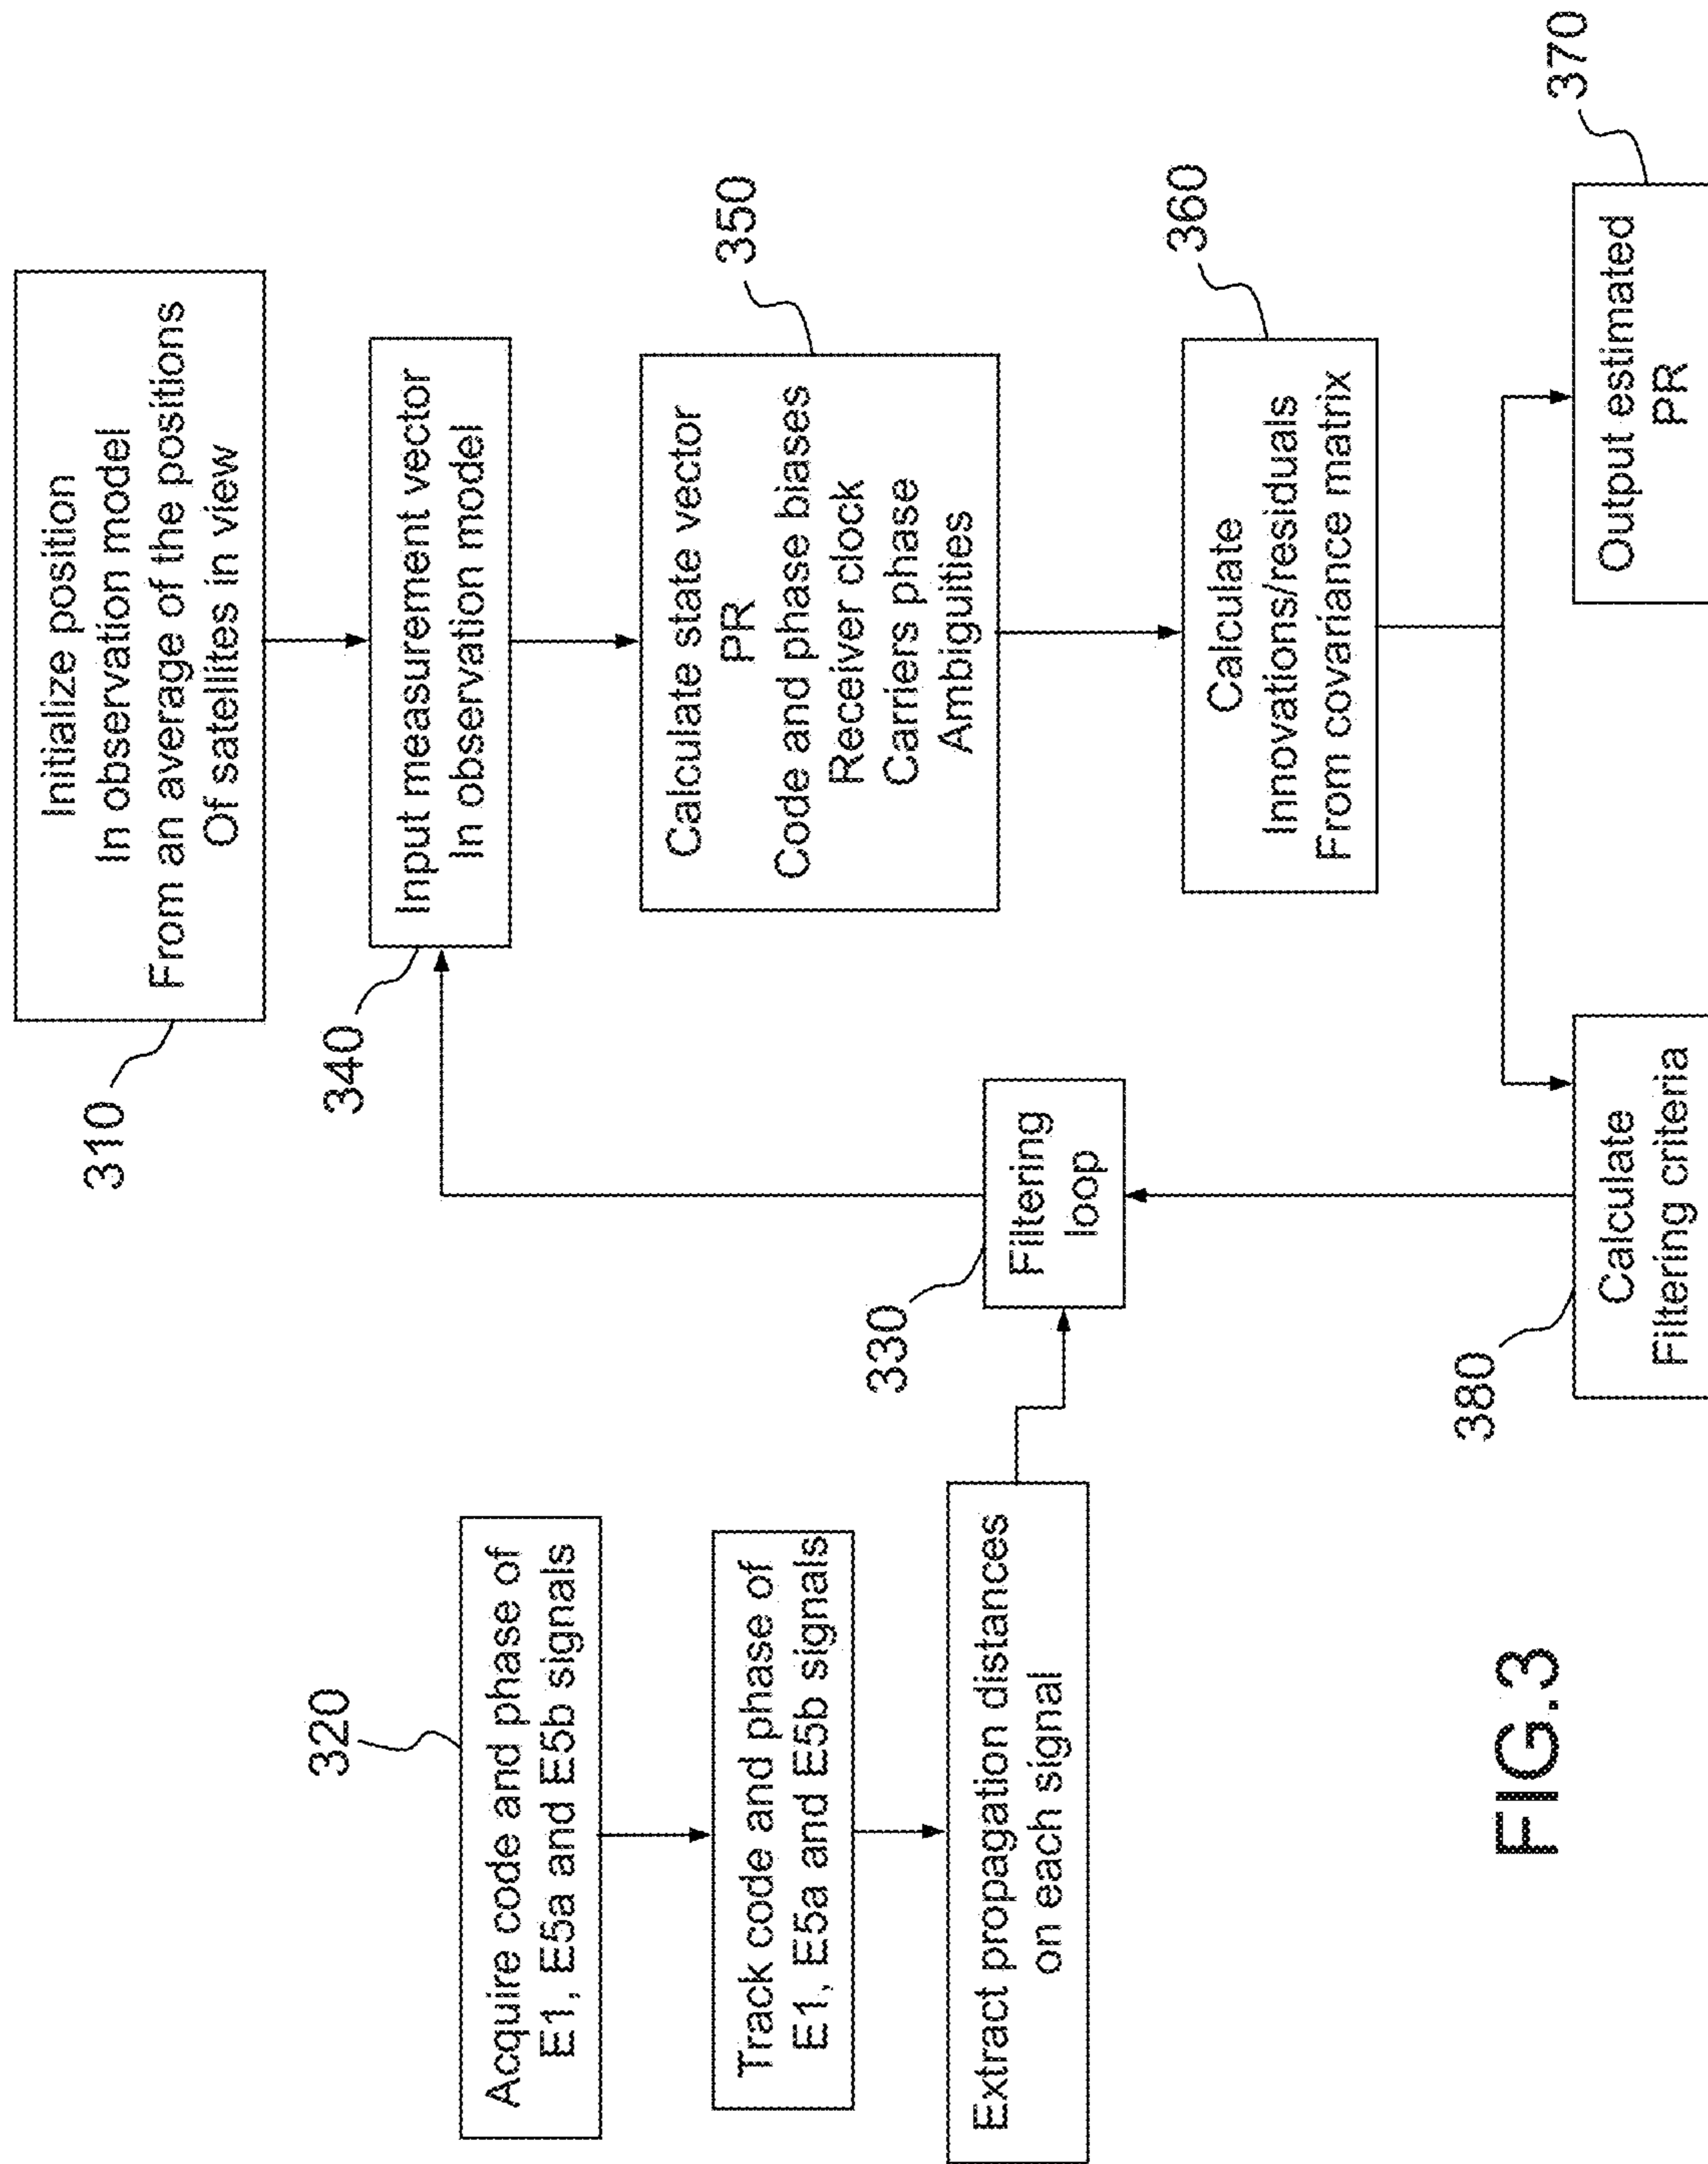 310
Initialize position
In observation model
From an average of the positions
Of satellites in view
320
Acquire code and phase of
E1, E5a and E5b signals
340
Input measurement vector
In observation model
Track code and phase of
E1, E5a and E5b signals
350
Calculate state vector
PR
Code and phase biases
Receiver clock
Carriers phase
Ambiguities
Extract propagation distances
on each signal
330
Filtering
loop
360
Calculate
Innovations/residuals
From covariance matrix
380
Calculate
Filtering criteria
370
Output estimated
PR
FIG.3